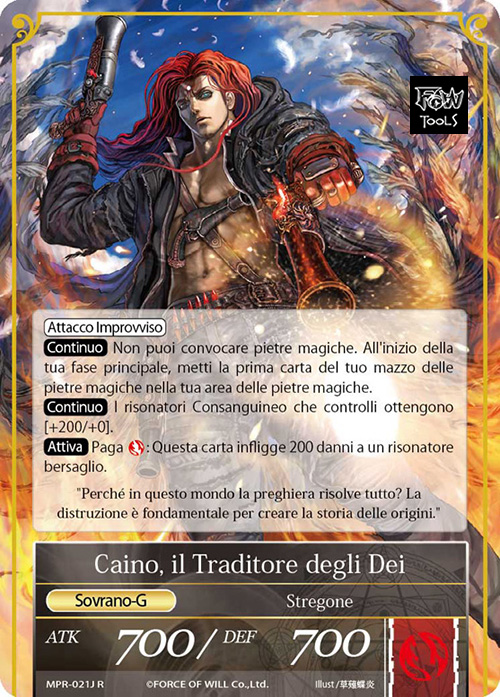 FoW
TooLS
Attacco Improvviso
Continuo Non puoi convocare pietre magiche. All'inizio della
tua fase principale, metti la prima carta del tuo mazzo delle
pietre magiche nella tua area delle pietre magiche.
Continuo I risonatori Consanguineo che controlli ottengono
[+200/+0].
Attiva Paga : Questa carta infligge 200 danni a un risonatore
bersaglio.
"Perché in questo mondo la preghiera risolve tutto? La
distruzione è fondamentale per creare la storia delle origini."
Caino, il Traditore degli Dei
Sovrano-G Stregone
ATK 700/ DEF 700
MPR-021J R ©FORCE OF WILL Co.,Ltd. Illust/草薙蝶炎